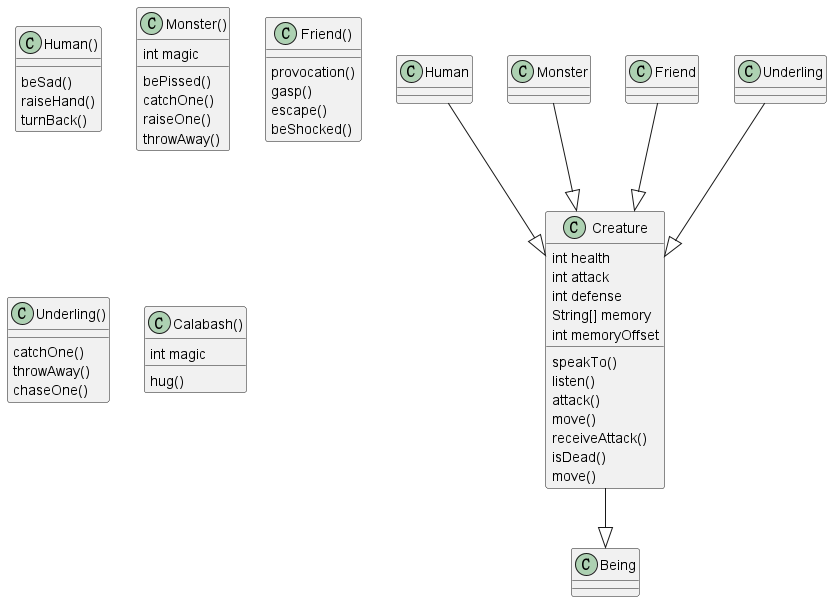 C Human()
beSad()
raiseHand()
turnBack()
C Monster()
int magic
bePissed()
catchOne()
raiseOne()
throwAway()
C Friend()
provocation()
gasp()
escape()
beShocked()
C Human
C Monster
C Friend
C Underling
C Creature
int health
int attack
int defense
String[] memory
int memoryOffset
speakTo()
listen()
attack()
move()
receiveAttack()
isDead()
move()
C Underling()
catchOne()
throwAway()
chaseOne()
C Calabash()
int magic
hug()
C Being